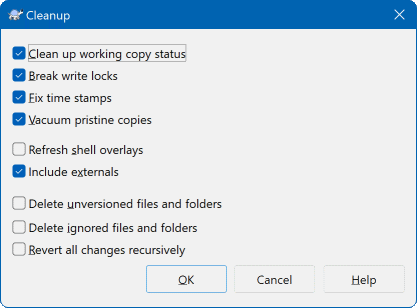 Cleanup
Clean up working copy status
Break write locks
Fix time stamps
Vacuum pristine copies
Refresh shell overlays
Include externals
Delete unversioned files and folders
Delete ignored files and folders
Revert all changes recursively
OK
Cancel
Help